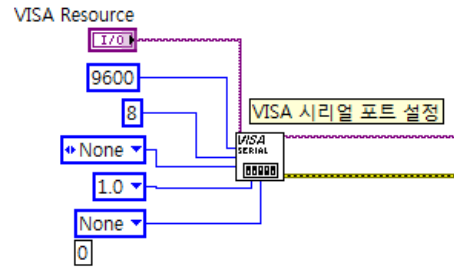 VISA Resource
I/O
9600
8
VISA 시리얼 포트 설정
None
VISA
SERIAL
1.0
None
0